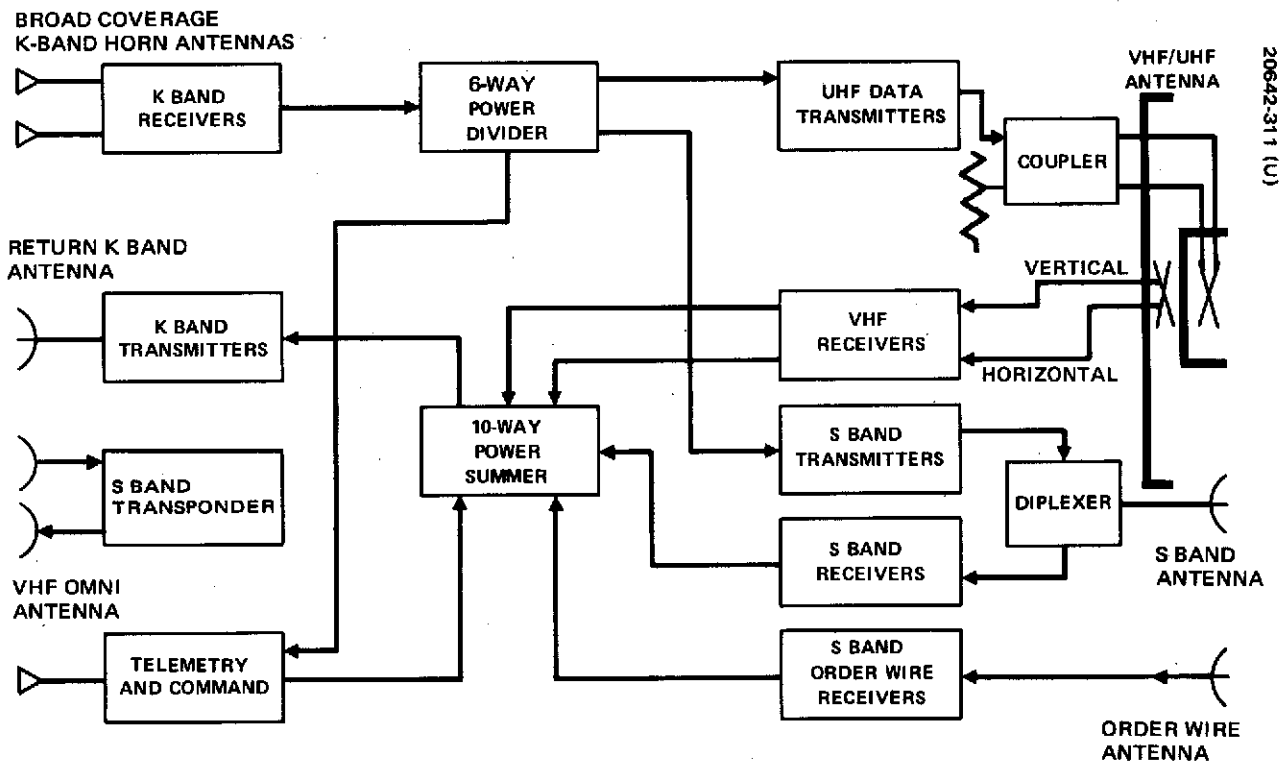 BROAD COVERAGE
K-BAND HORN ANTENNAS
K BAND
RECEIVERS
6-WAY
POWER
DIVIDER
UHF DATA
TRANSMITTERS
COUPLER
VHF/UHF
ANTENNA
20642-311 (U)
RETURN K BAND
ANTENNA
K BAND
TRANSMITTERS
VHF
RECEIVERS
VERTICAL
HORIZONTAL
10-WAY
POWER
SUMMER
S BAND
TRANSMITTERS
DIPLEXER
S BAND
TRANSPONDER
S BAND
RECEIVERS
S BAND
ANTENNA
VHF OMNI
ANTENNA
TELEMETRY
AND COMMAND
S BAND
ORDER WIRE
RECEIVERS
ORDER WIRE
ANTENNA